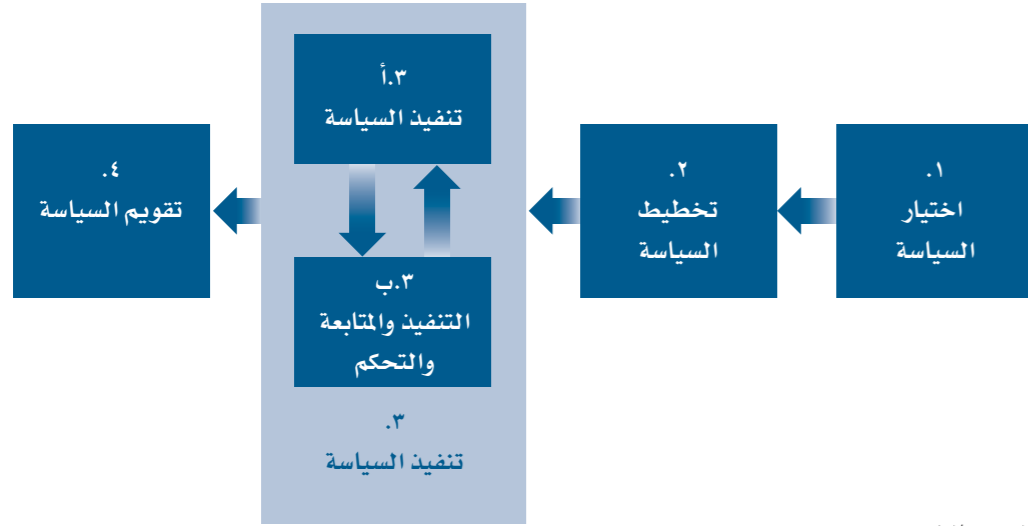 ١.
اختيار
السياسة
٢.
تخطيط
السياسة
٣.أ
تنفيذ السياسة
٣.ب
التنفيذ والمتابعة
والتحكم
٣.
تنفيذ السياسة
٤.
تقويم السياسة